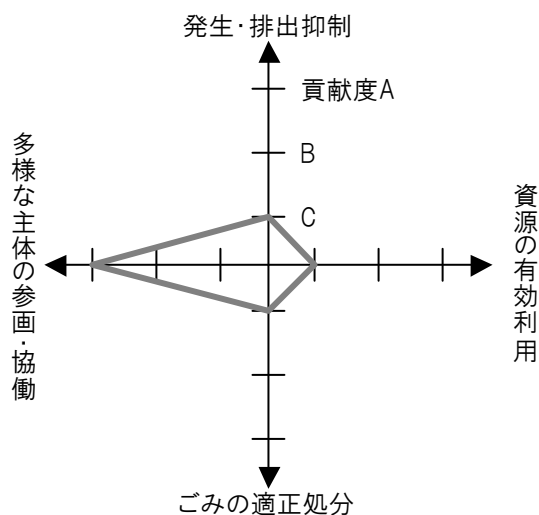 発生・排出抑制
貢献度A
B
C
多様な主体の参画・協働
資源の有効利用
ごみの適正処分